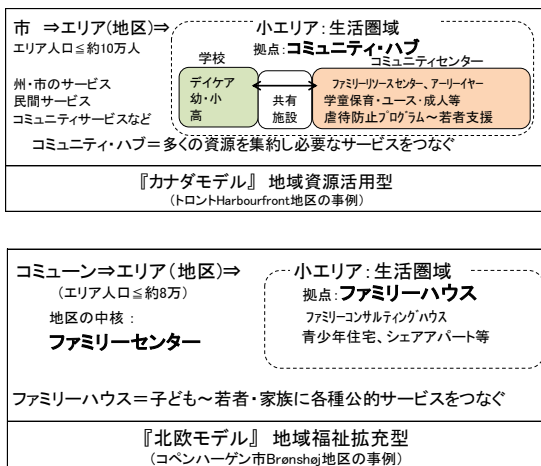 市 ⇒エリア(地区)⇒
エリア人口≦約10万人
小エリア:生活圏域
拠点:コミュニティ・ハブ
学校
コミュニティセンター
州・市のサービス
民間サービス
コミュニティサービスなど
デイケア
幼・小
高
共有
施設
ファミリーリソースセンター、アーリーイヤー
学童保育・ユース・成人等
虐待防止プログラム~若者支援
コミュニティ・ハブ=多くの資源を集約し必要なサービスをつなぐ
『カナダモデル』 地域資源活用型
(トロントHarbourfront地区の事例)
コミューン⇒エリア(地区)⇒
(エリア人口≦約8万)
地区の中核:
ファミリーセンター
小エリア:生活圏域
拠点:ファミリーハウス
ファミリーコンサルティングハウス
青少年住宅、シェアアパート等
ファミリーハウス=子ども~若者・家族に各種公的サービスをつなぐ
『北欧モデル』 地域福祉拡充型
(コペンハーゲン市Brønshøj地区の事例)